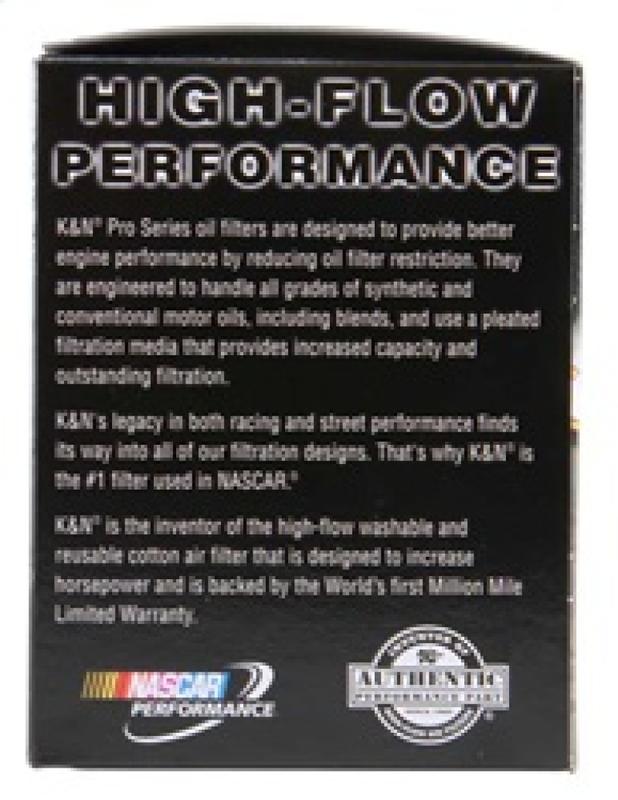 HIGH-FLOW
PERFORMANCE
K&N® Pro Series oil filters are designed to provide better
engine performance by reducing oil filter restriction. They
are engineered to handle all grades of synthetic and
conventional motor oils, including blends, and use a pleated
filtration media that provides increased capacity and
outstanding filtration.
K&N's legacy in both racing and street performance finds
its way into all of our filtration designs. That's why K&N® is
the #1 filter used in NASCAR.®
K&N® is the inventor of the high-flow washable and
reusable cotton air filter that is designed to increase
horsepower and is backed by the World's first Million Mile
Limited Warranty.
NASCAR
PERFORMANCE
AUTHENTIC
PERFORMANCE PART